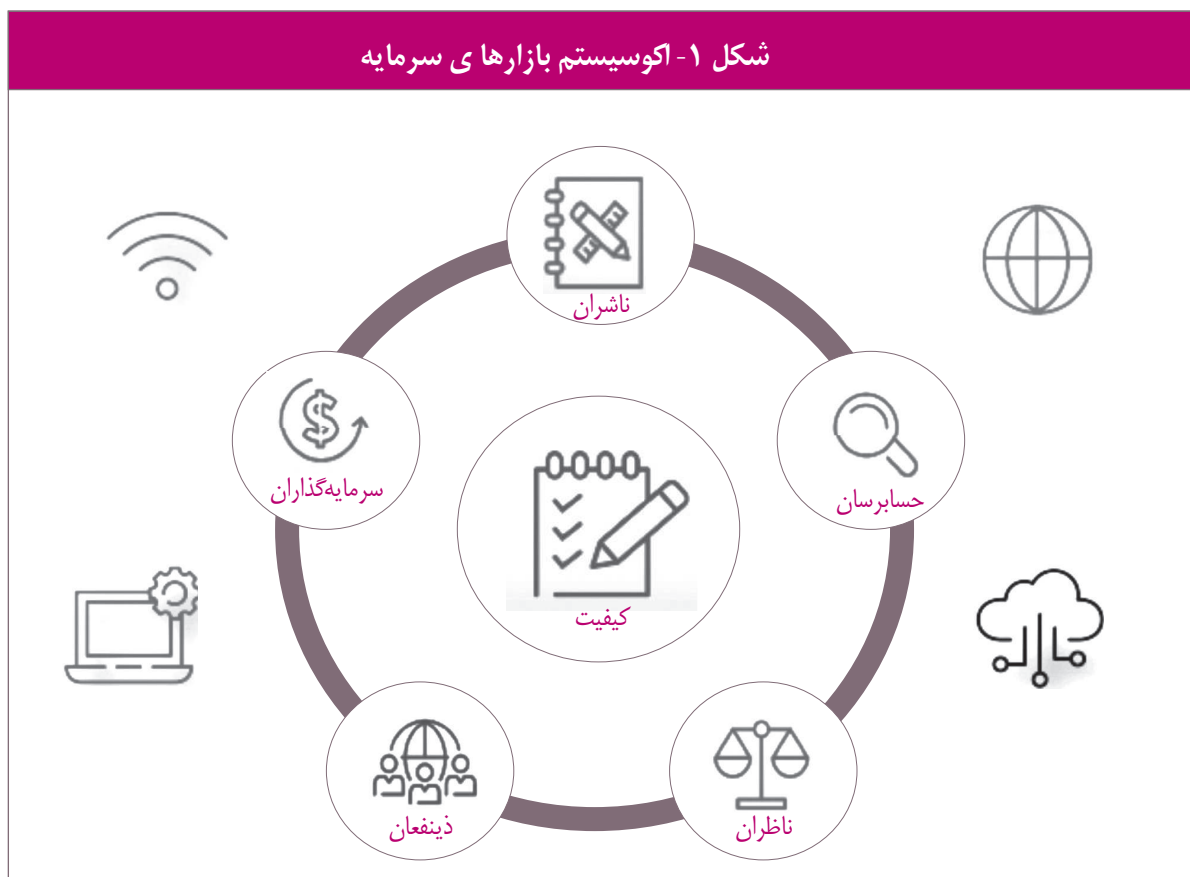 شکل ۱- اکوسیستم بازارها ی سرمایه
ناشران
سرمایه‌گذاران
حسابرسان
کیفیت
ذینفعان
ناظران